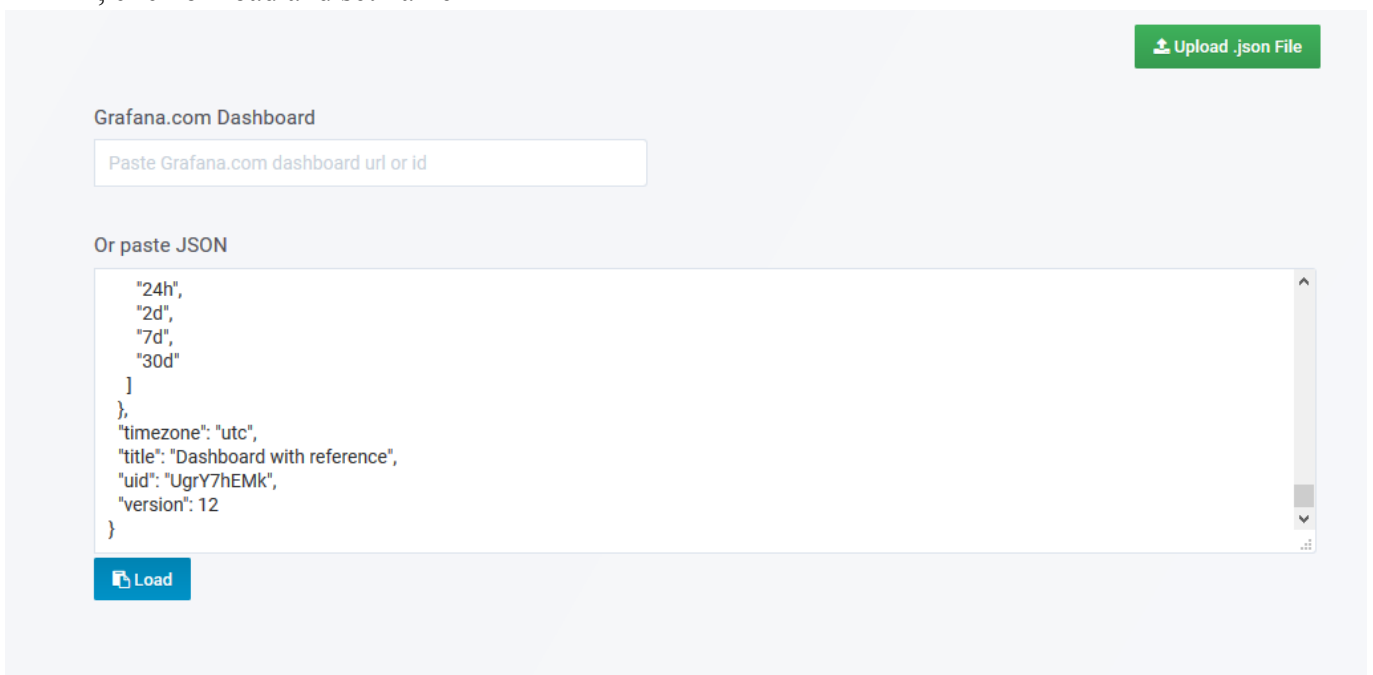 Upload .json File
Grafana.com Dashboard
Paste Grafana.com dashboard url or id
Or paste JSON
"24h",
"2d",
"7d",
"30d"
]
},
"timezone": "utc",
"title": "Dashboard with reference",
"uid": "UgrY7hEMk",
"version": 12
}
Load